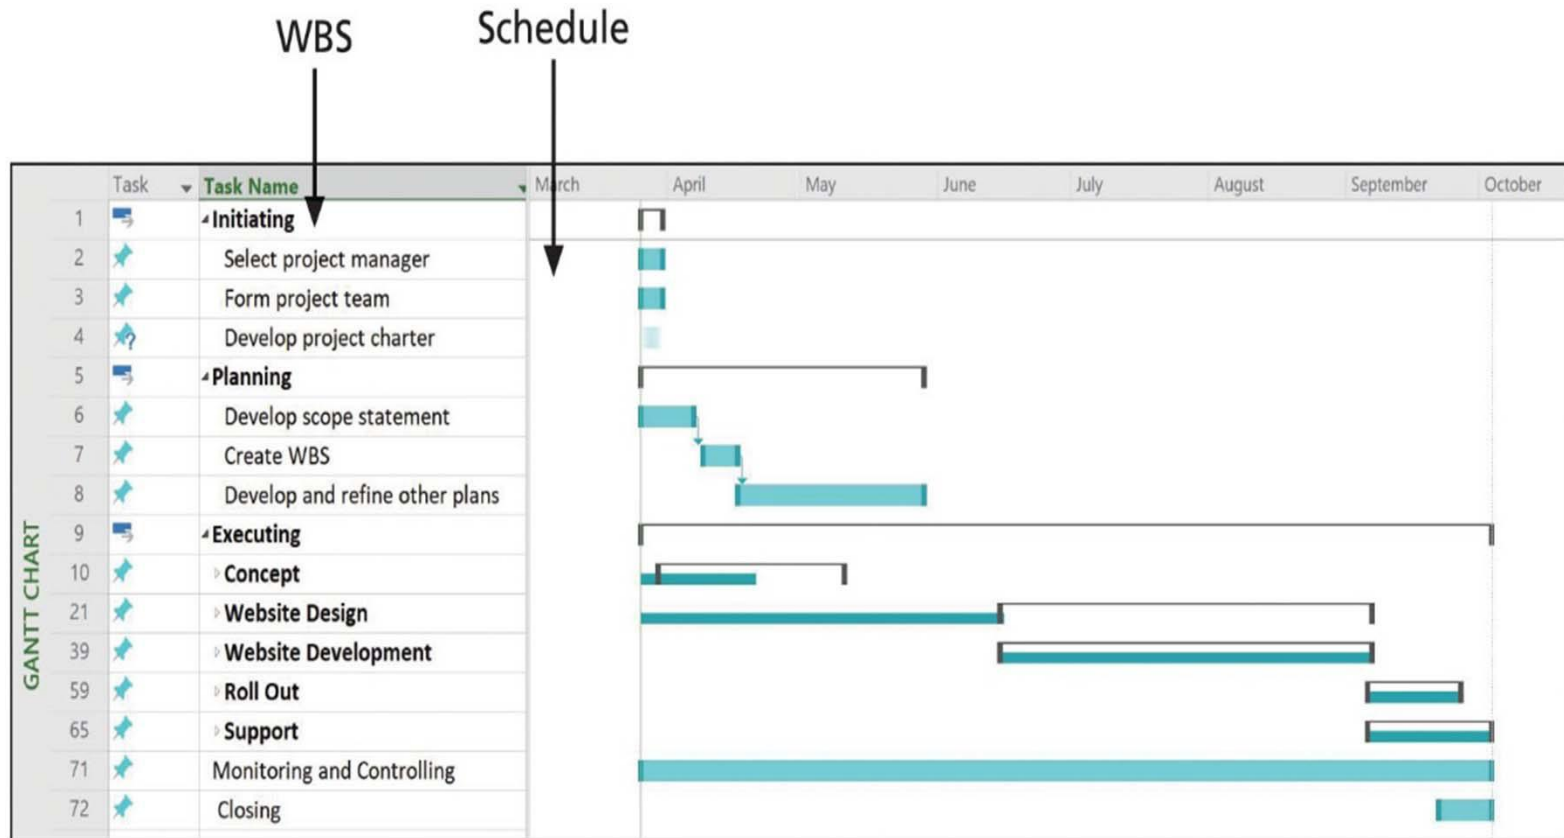 WBS
Schedule
Task Task Name March April May June July August September October
1 Initiating
2 Select project manager
3 Form project team
4 ? Develop project charter
5 Planning
6 Develop scope statement
7 Create WBS
8 Develop and refine other plans
9 Executing
10 Concept
21 Website Design
39 Website Development
59 Roll Out
65 Support
71 Monitoring and Controlling
72 Closing
GANTT CHART